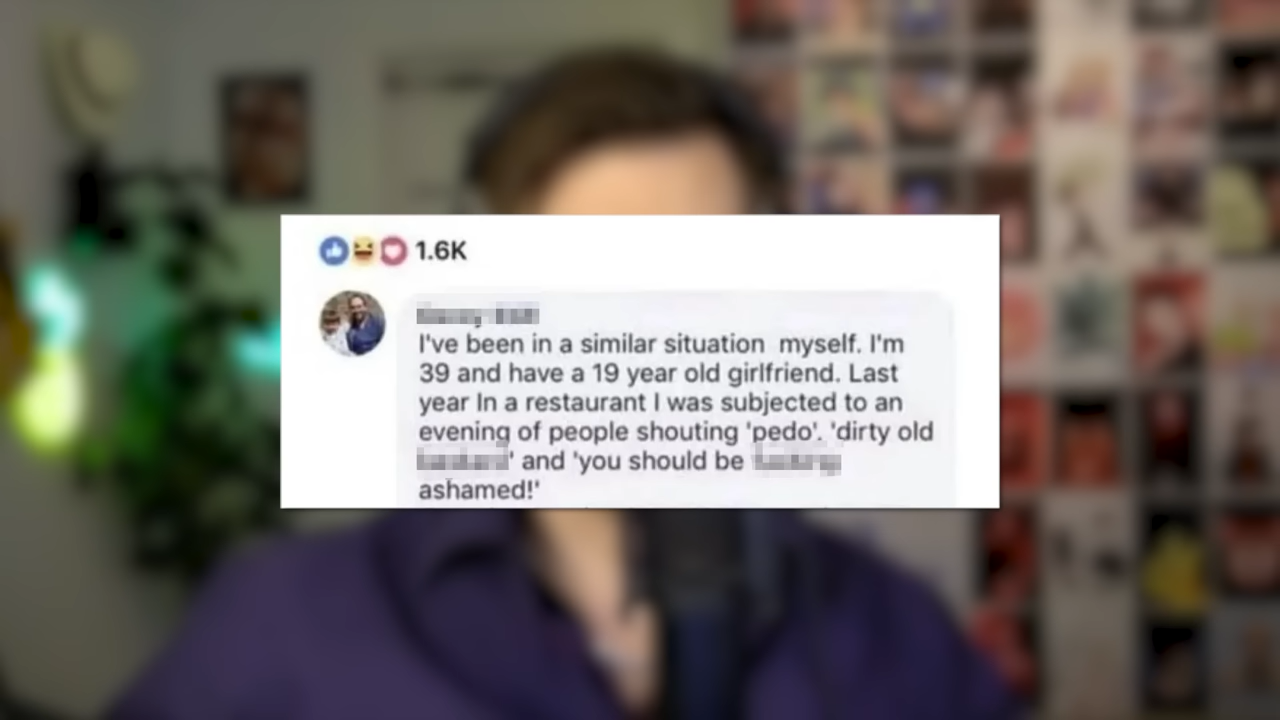 1.6K
I've been in a similar situation myself. I'm
39 and have a 19 year old girlfriend. Last
year In a restaurant I was subjected to an
evening of people shouting 'pedo'. 'dirty old
' and 'you should be
ashamed!'